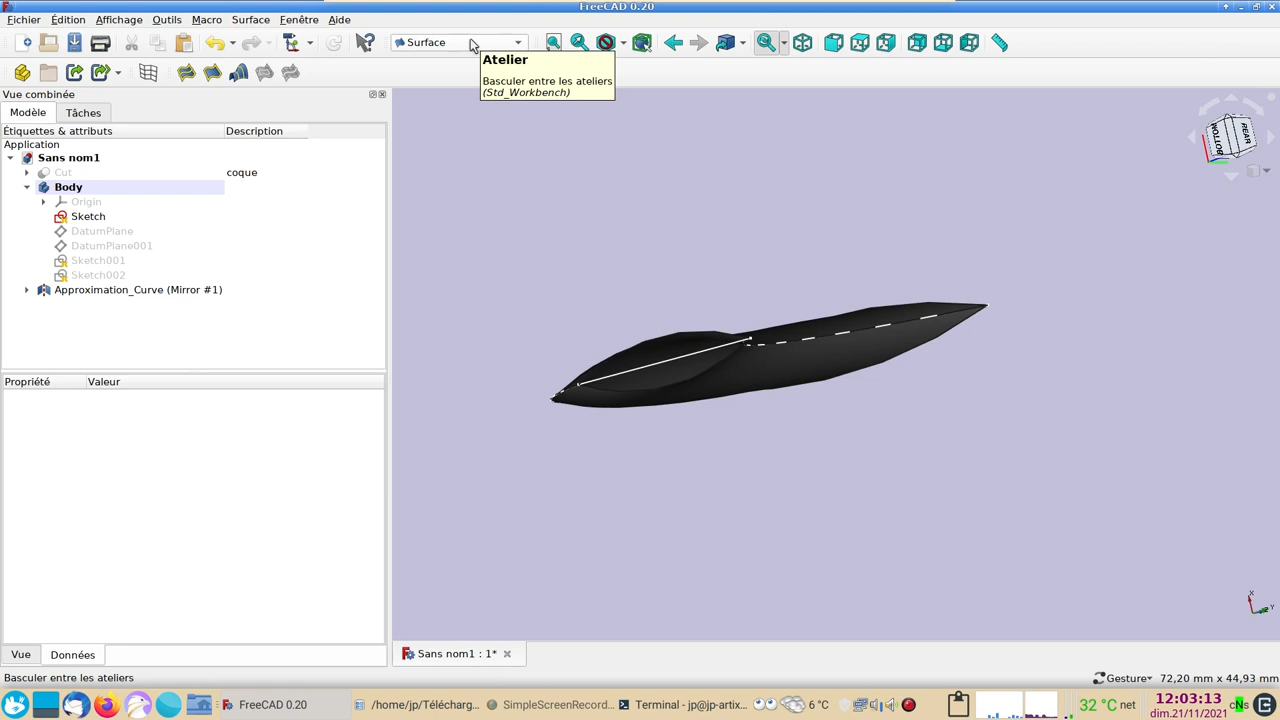 FreeCAD 0.20
Fichier Édition Affichage Outils Macro Surface Fenêtre Aide
Surface
Atelier
Basculer entre les ateliers
(Std_Workbench)
Vue combinée
Modèle Tâches
Étiquettes & attributs Description
Application
Sans nom1
Cut coque
Body
Origin
Sketch
DatumPlane
DatumPlane001
Sketch001
Sketch002
Approximation_Curve (Mirror #1)
Propriété Valeur
BOTTOM REAR
X
Y
Vue Données
Sans nom1 : 1*
Basculer entre les ateliers
Gesture 72,20 mm x 44,93 mm
FreeCAD 0.20
/home/jp/Télécharg...
SimpleScreenRecord...
Terminal - jp@jp-artix...
6 °C
32 °C net
12:03:13
dim.21/11/2021
cNs